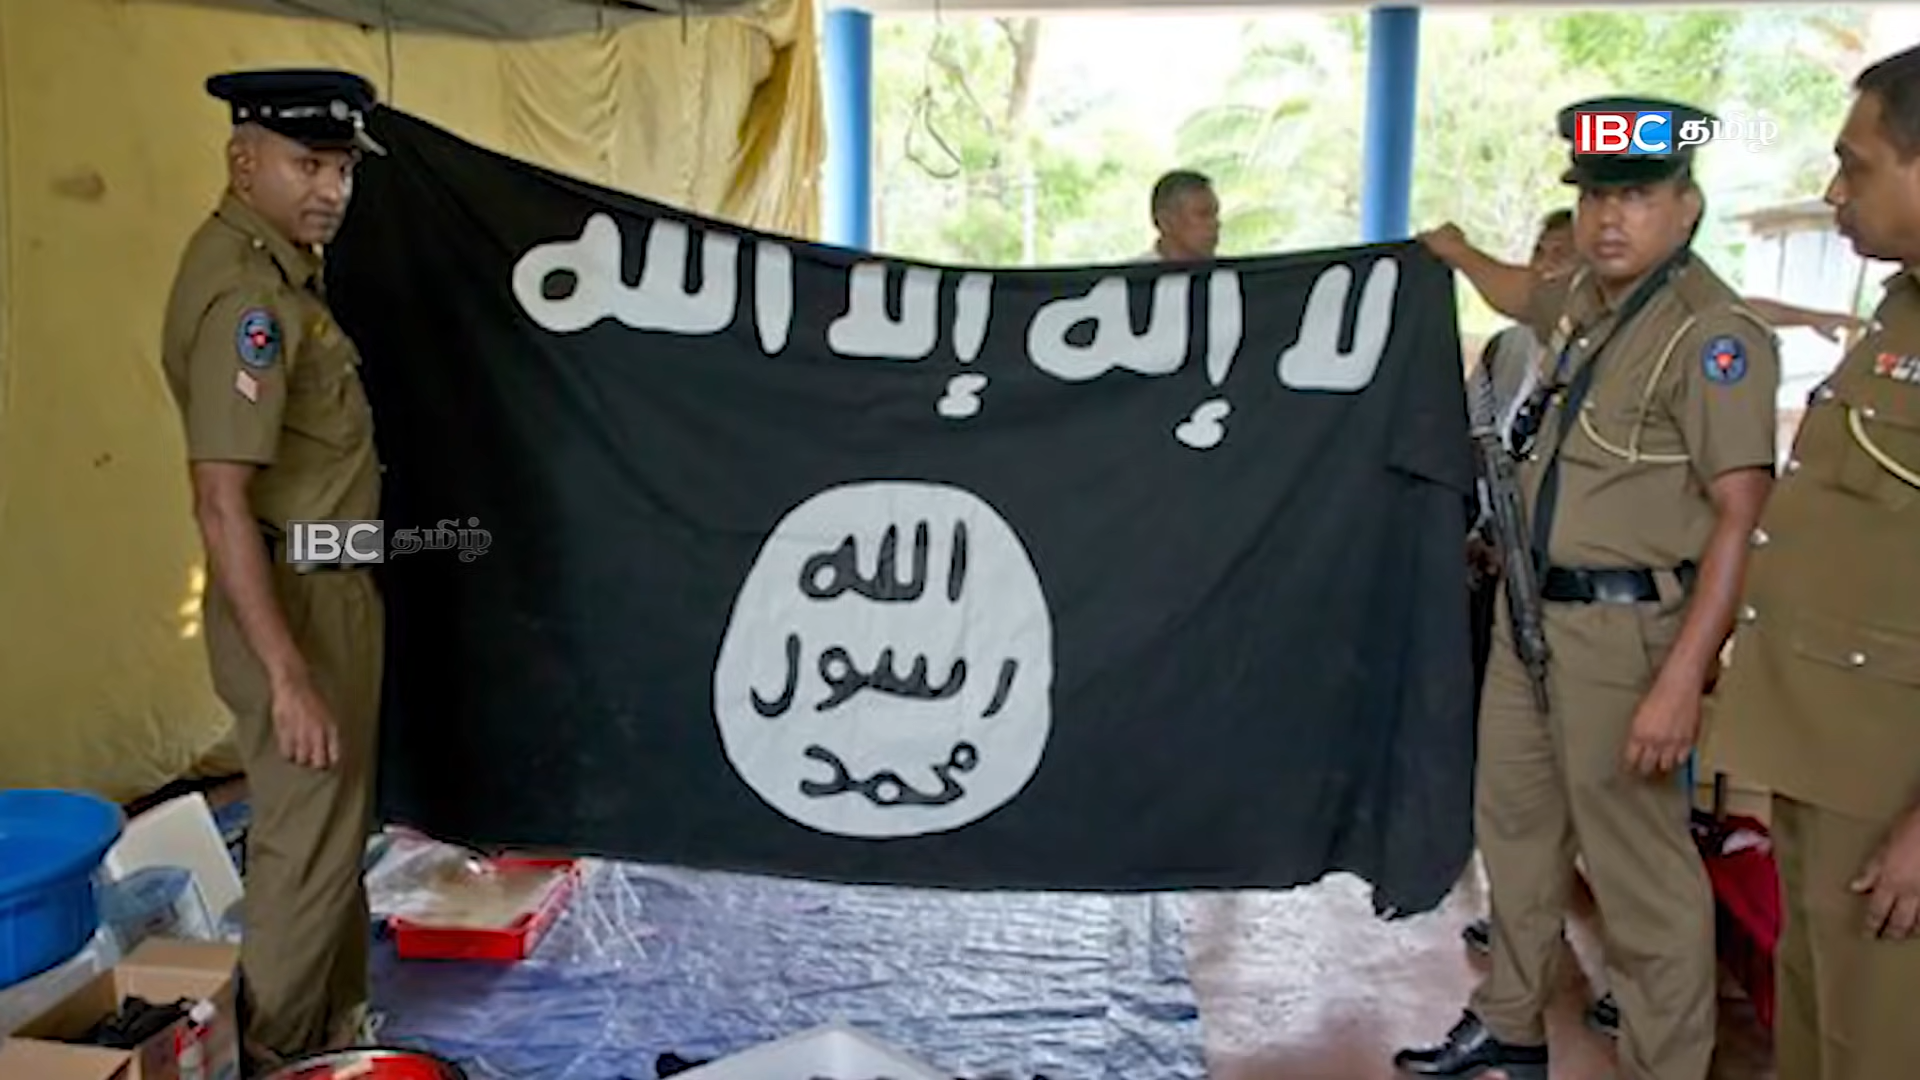 IBC தமிழ்
لا إله إلا الله
IBC தமிழ்
الله
رسول
محمد